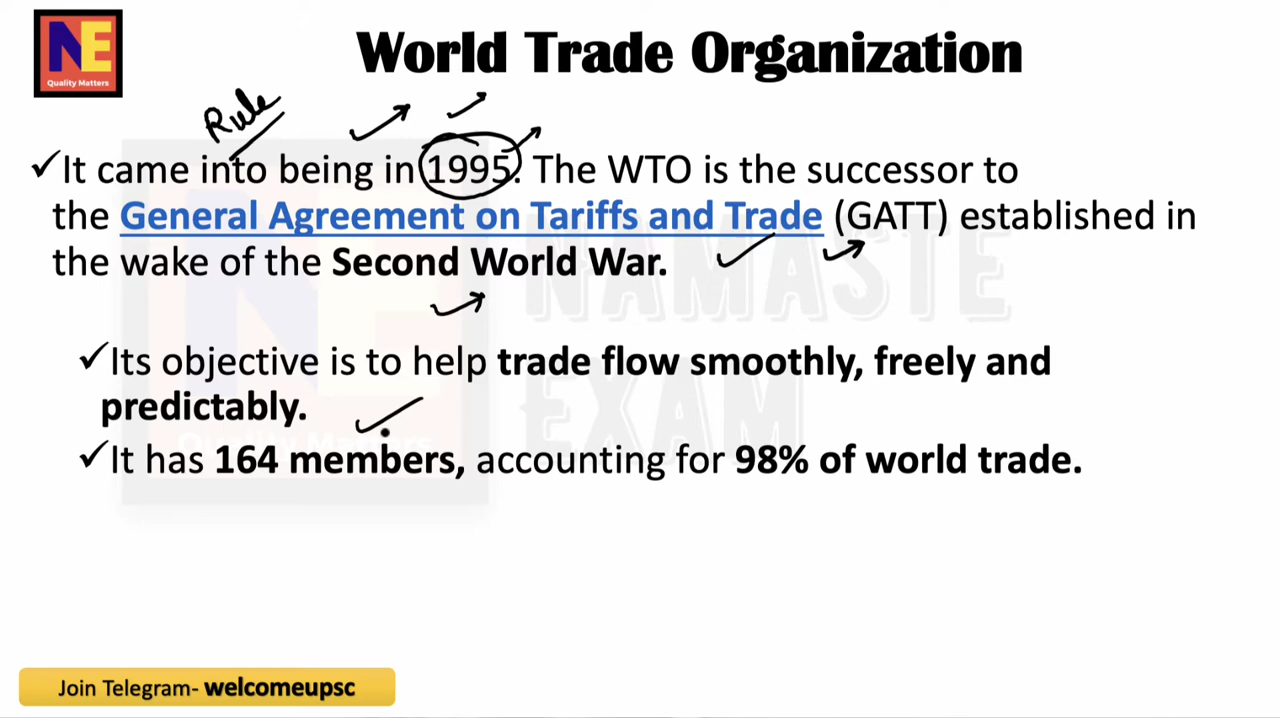 NE
Quality Matters
World Trade Organization
Rule
✓It came into being in 1995. The WTO is the successor to
the General Agreement on Tariffs and Trade (GATT) established in
the wake of the Second World War.
✓Its objective is to help trade flow smoothly, freely and
predictably.
✓It has 164 members, accounting for 98% of world trade.
NE
Quality Matters
NAMASTE
EXAM
Join Telegram- welcomeupsc